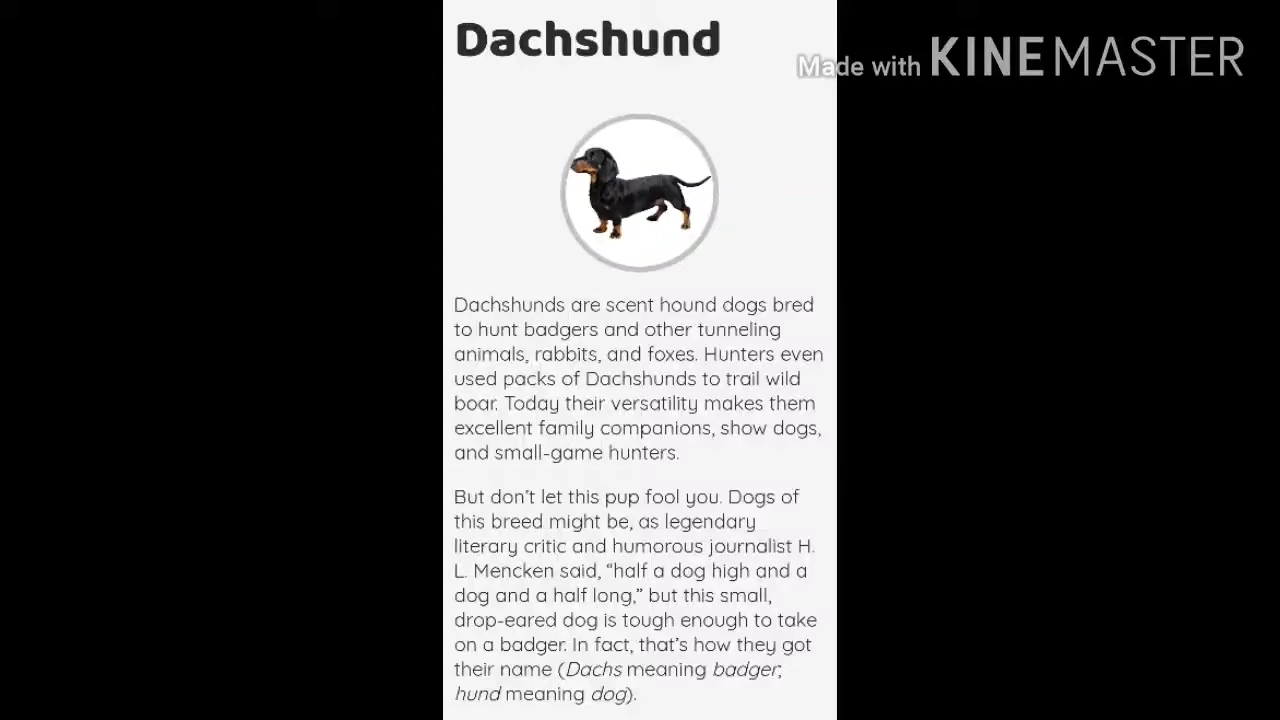 Dachshund
Made with KINEMASTER
Dachshunds are scent hound dogs bred
to hunt badgers and other tunneling
animals, rabbits, and foxes. Hunters even
used packs of Dachshunds to trail wild
boar. Today their versatility makes them
excellent family companions, show dogs,
and small-game hunters.
But don’t let this pup fool you. Dogs of
this breed might be, as legendary
literary critic and humorous journalist H.
L. Mencken said, “half a dog high and a
dog and a half long,” but this small,
drop-eared dog is tough enough to take
on a badger. In fact, that’s how they got
their name (Dachs meaning badger;
hund meaning dog).